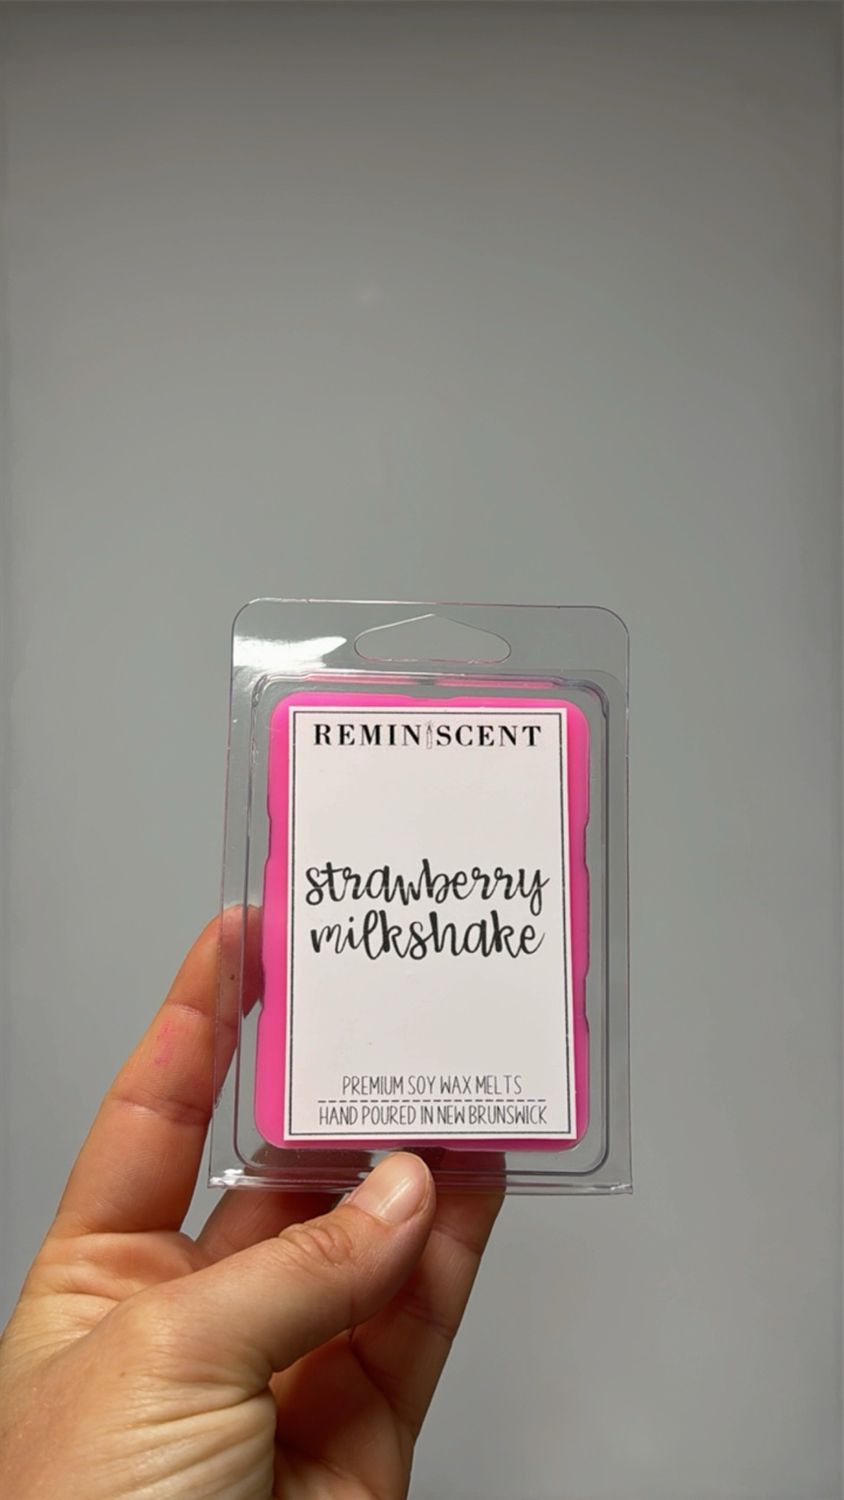 REMINISCENT
strawberry
milkshake
PREMIUM SOY WAX MELTS
HAND POURED IN NEW BRUNSWICK